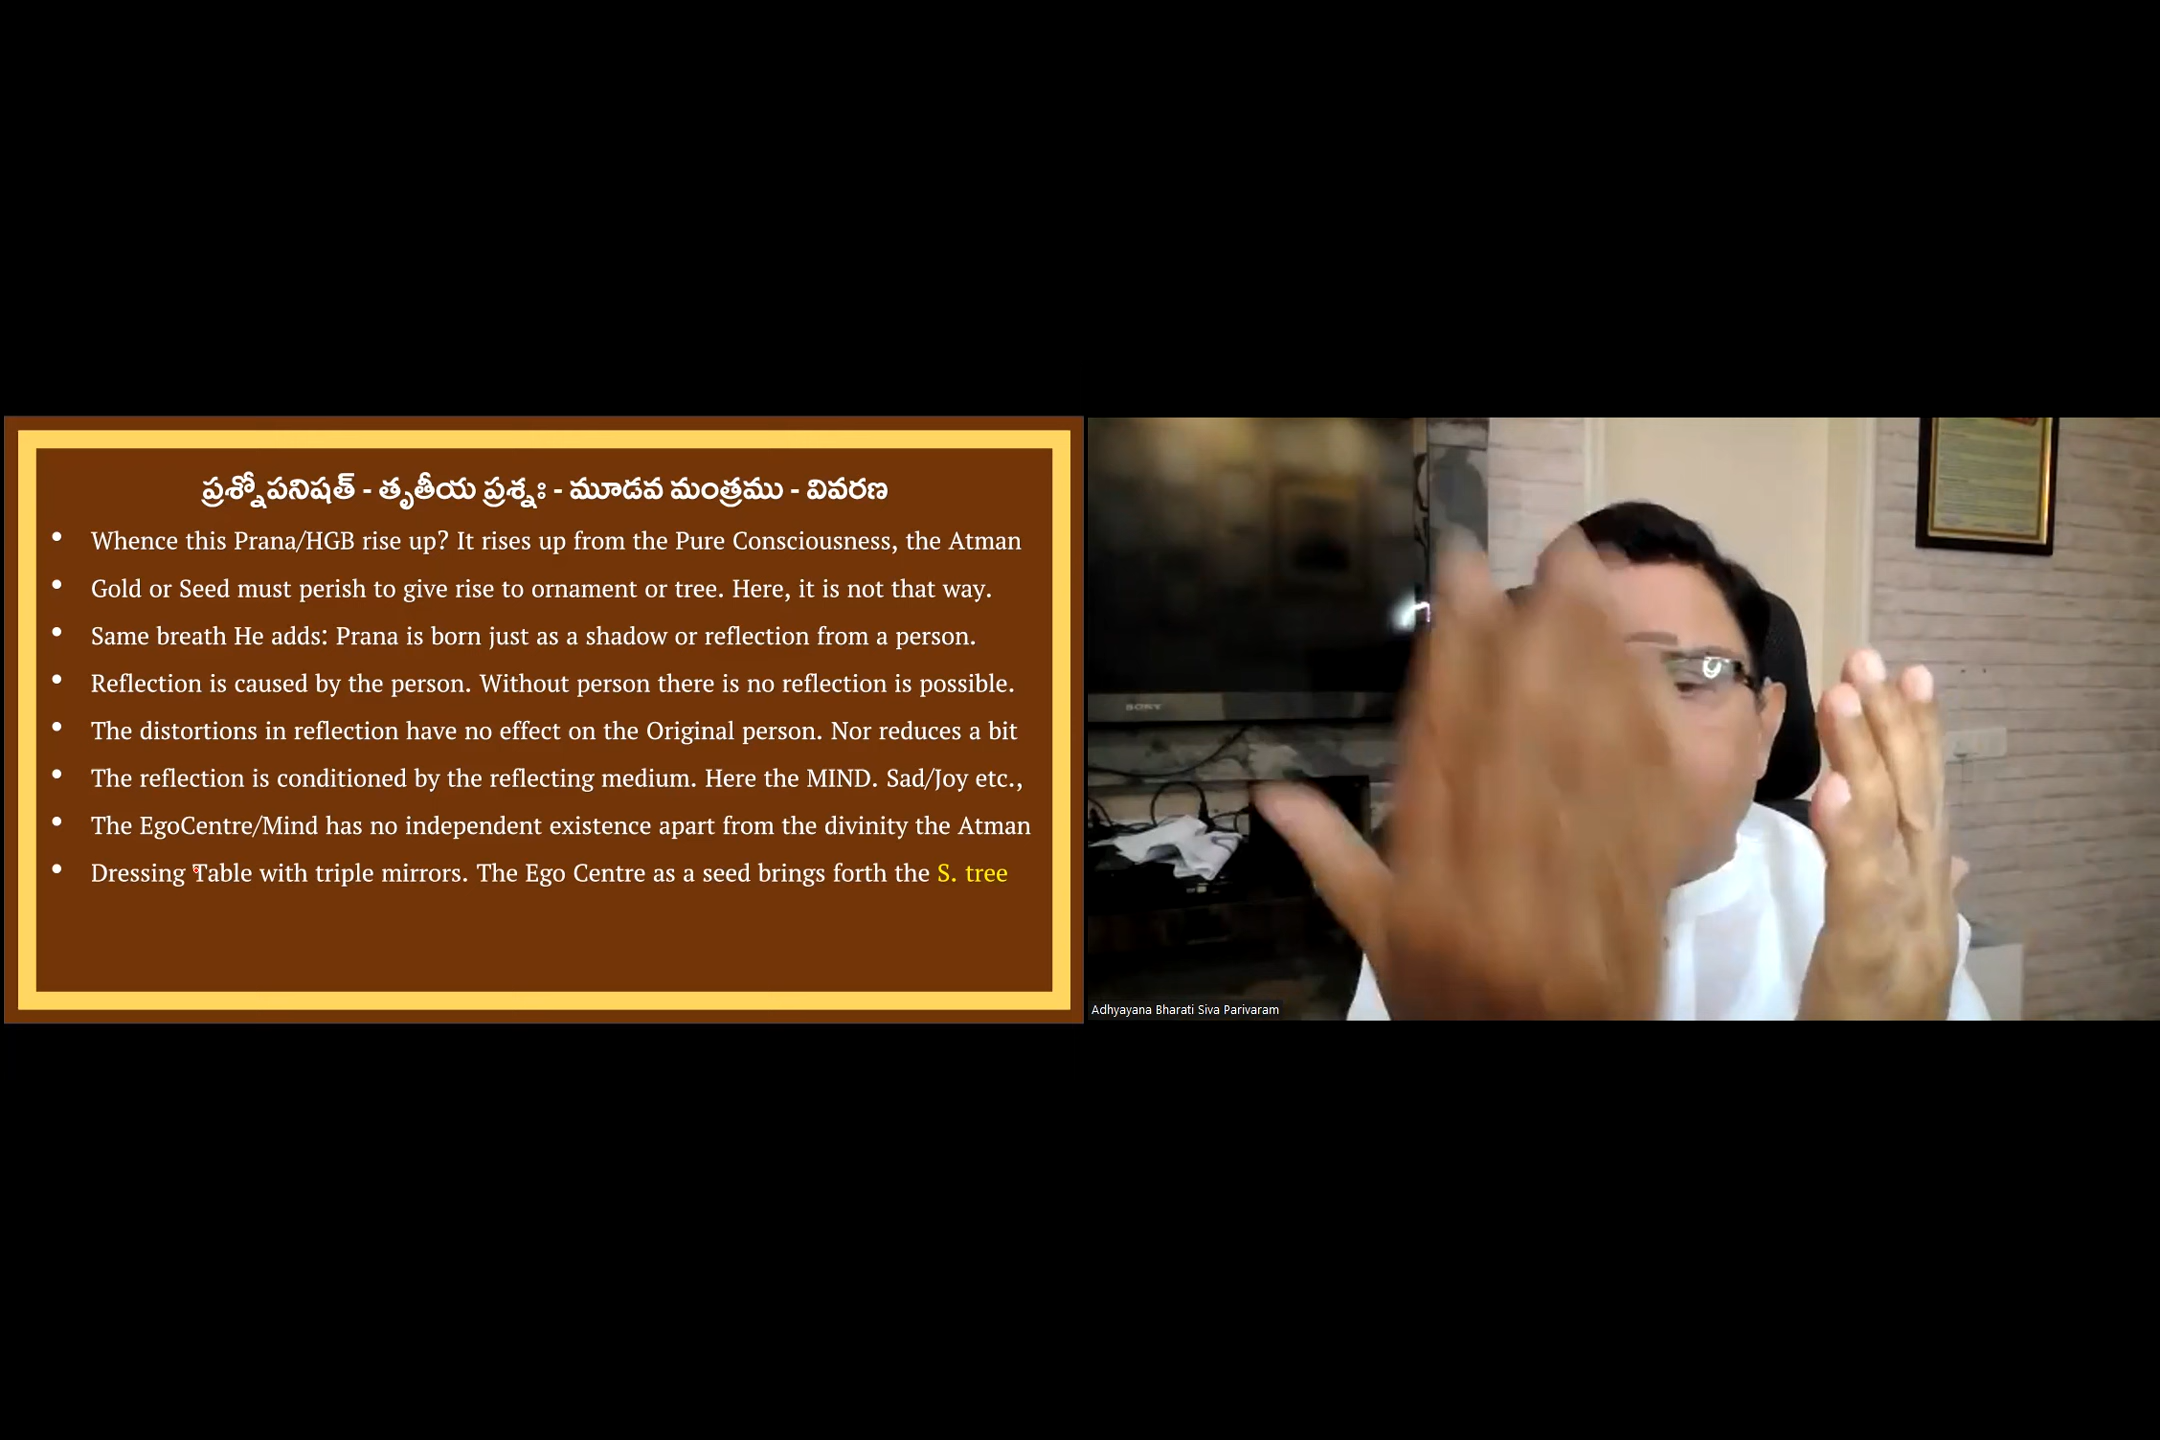 ప్రశ్నోపనిషత్ - తృతీయ ప్రశ్నః - మూడవ మంత్రము - వివరణ
• Whence this Prana/HGB rise up? It rises up from the Pure Consciousness, the Atman
• Gold or Seed must perish to give rise to ornament or tree. Here, it is not that way.
• Same breath He adds: Prana is born just as a shadow or reflection from a person.
• Reflection is caused by the person. Without person there is no reflection is possible.
• The distortions in reflection have no effect on the Original person. Nor reduces a bit
• The reflection is conditioned by the reflecting medium. Here the MIND. Sad/Joy etc.,
• The EgoCentre/Mind has no independent existence apart from the divinity the Atman
• Dressing Table with triple mirrors. The Ego Centre as a seed brings forth the S. tree
SONY
Adhyayana Bharati Siva Parivaram